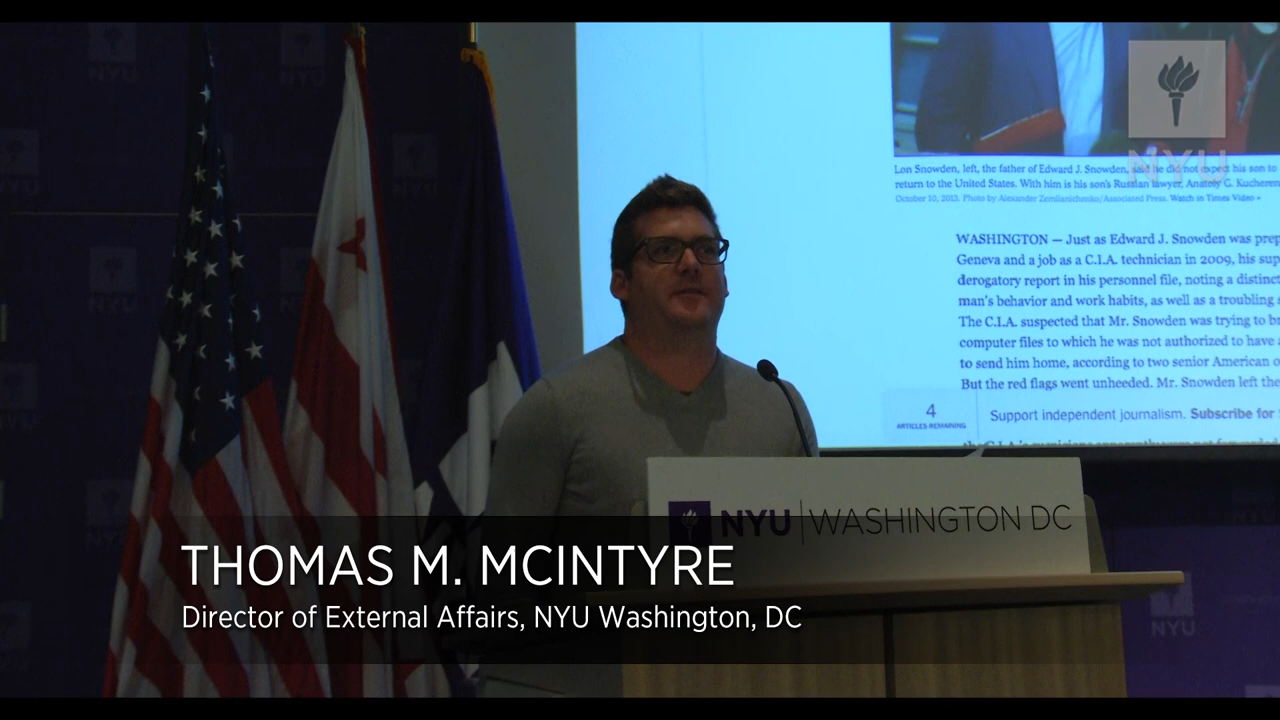 NYU
Lon Snowden, left, the father of Edward J. Snowden, said he did not expect his son to
return to the United States. With him is his son's Russian lawyer, Anatoly G. Kucheren
October 10, 2013. Photo by Alexander Zemlianichenko/Associated Press. Watch in Times Video »
WASHINGTON — Just as Edward J. Snowden was prep
Geneva and a job as a C.I.A. technician in 2009, his sup
derogatory report in his personnel file, noting a distinct
man's behavior and work habits, as well as a troubling s
The C.I.A. suspected that Mr. Snowden was trying to br
computer files to which he was not authorized to have a
to send him home, according to two senior American o
But the red flags went unheeded. Mr. Snowden left the
4
ARTICLES REMAINING
Support independent journalism. Subscribe for
NYU | WASHINGTON DC
THOMAS M. MCINTYRE
Director of External Affairs, NYU Washington, DC
NYU
NYU
NYU
NYU